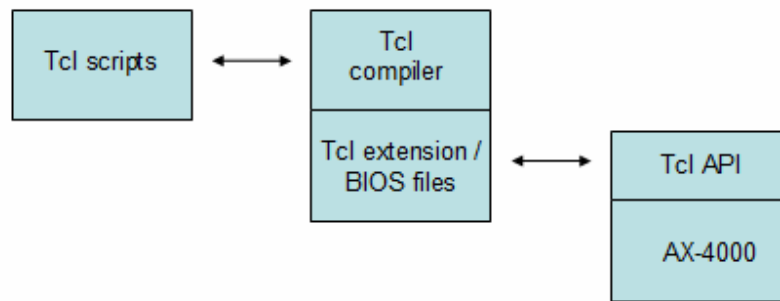 Tcl scripts
Tcl
compiler
Tcl extension /
BIOS files
Tcl API
AX-4000